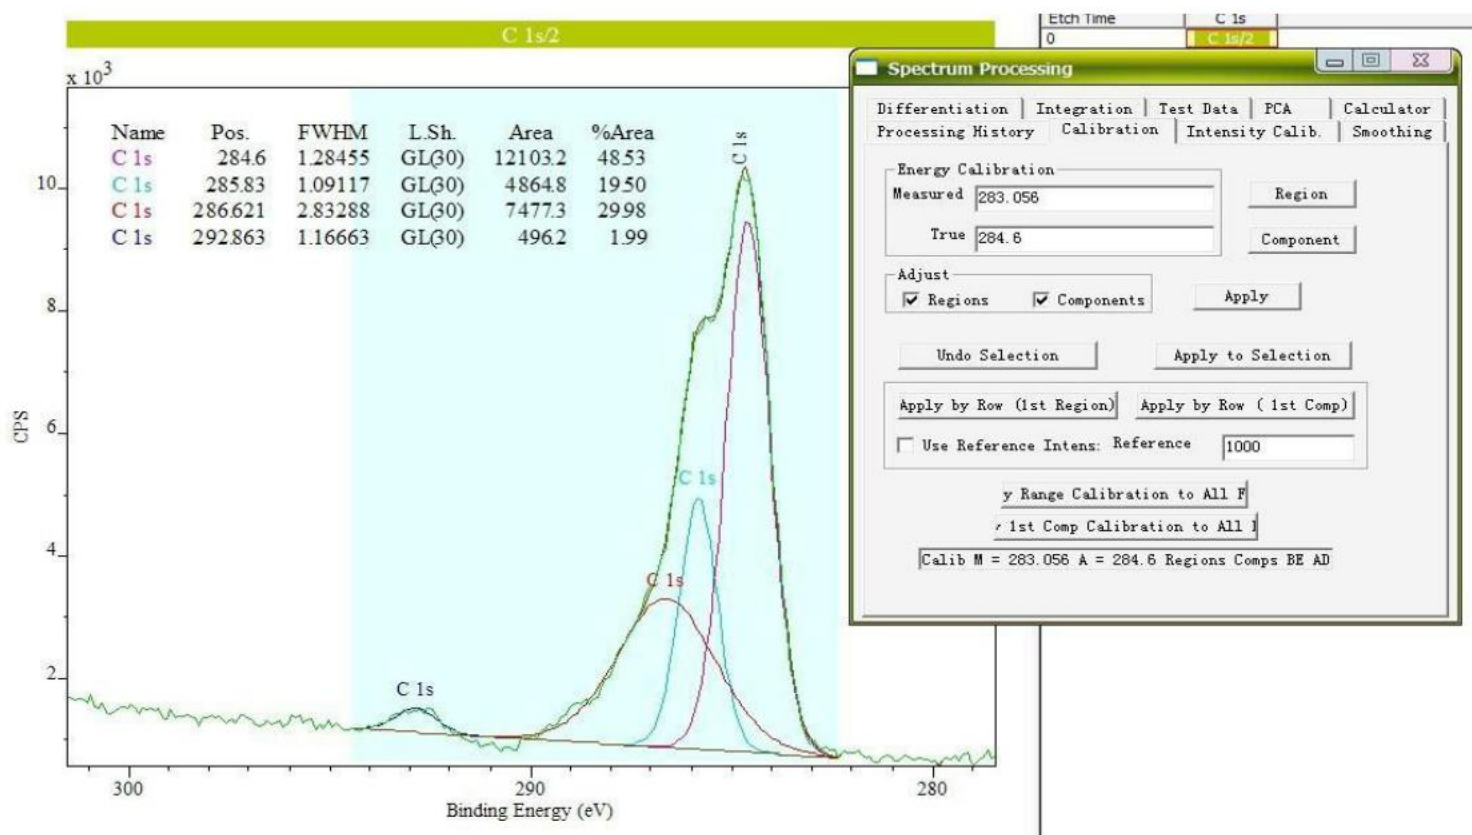 C 1s/2
x 10³
Name Pos. FWHM L.Sh. Area %Area
C 1s 284.6 1.28455 GL(30) 12103.2 48.53
C 1s 285.83 1.09117 GL(30) 4864.8 19.50
C 1s 286.621 2.83288 GL(30) 7477.3 29.98
C 1s 292.863 1.16663 GL(30) 496.2 1.99
C 1s
C 1s
C 1s
C 1s
10
8
6
4
2
CPS
300 290 280
Binding Energy (eV)
Etch Time C 1s
0 C 1s/2
Spectrum Processing
Differentiation Integration Test Data PCA Calculator
Processing History Calibration Intensity Calib. Smoothing
Energy Calibration
Measured 283.056 Region
True 284.6 Component
Adjust
Regions Components Apply
Undo Selection Apply to Selection
Apply by Row (1st Region) Apply by Row ( 1st Comp)
Use Reference Intens: Reference 1000
y Range Calibration to All F
1st Comp Calibration to All
Calib M = 283.056 A = 284.6 Regions Comps BE AD